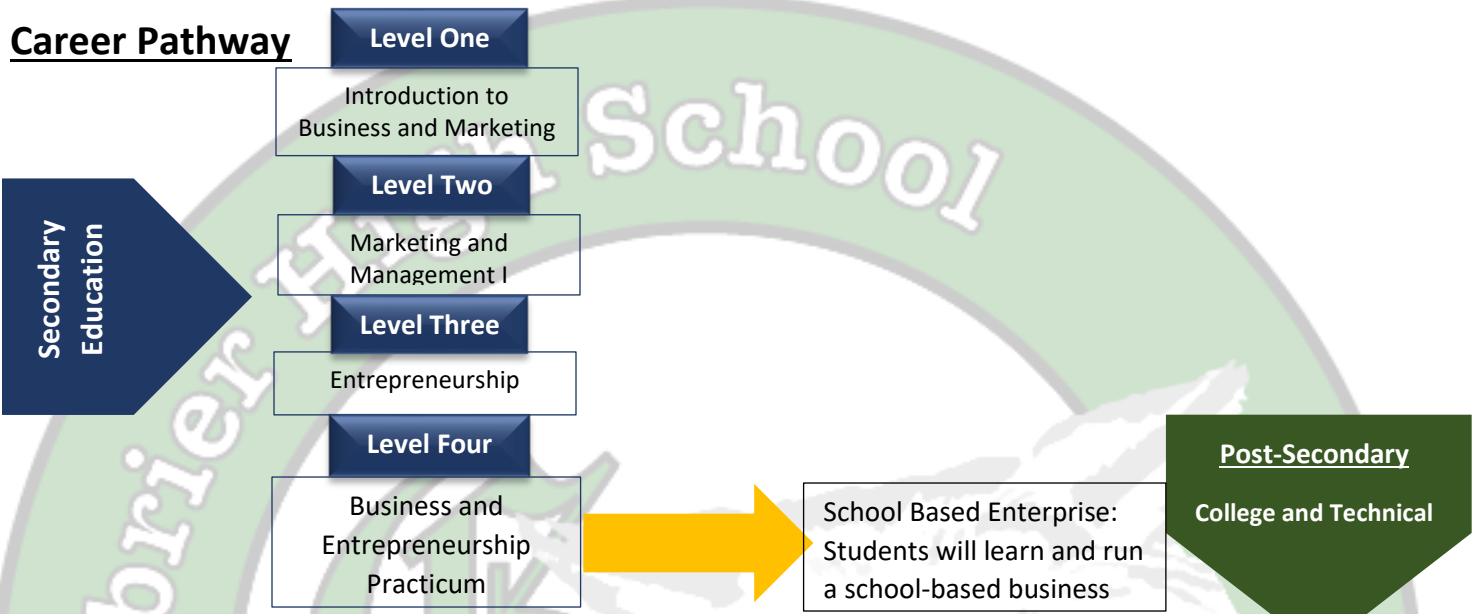 Career Pathway
Level One
Introduction to
Business and Marketing
Level Two
Marketing and
Management I
Secondary
Education
Level Three
Entrepreneurship
Level Four
Business and
Entrepreneurship
Practicum
School Based Enterprise:
Students will learn and run
a school-based business
Post-Secondary
College and Technical
brier High School